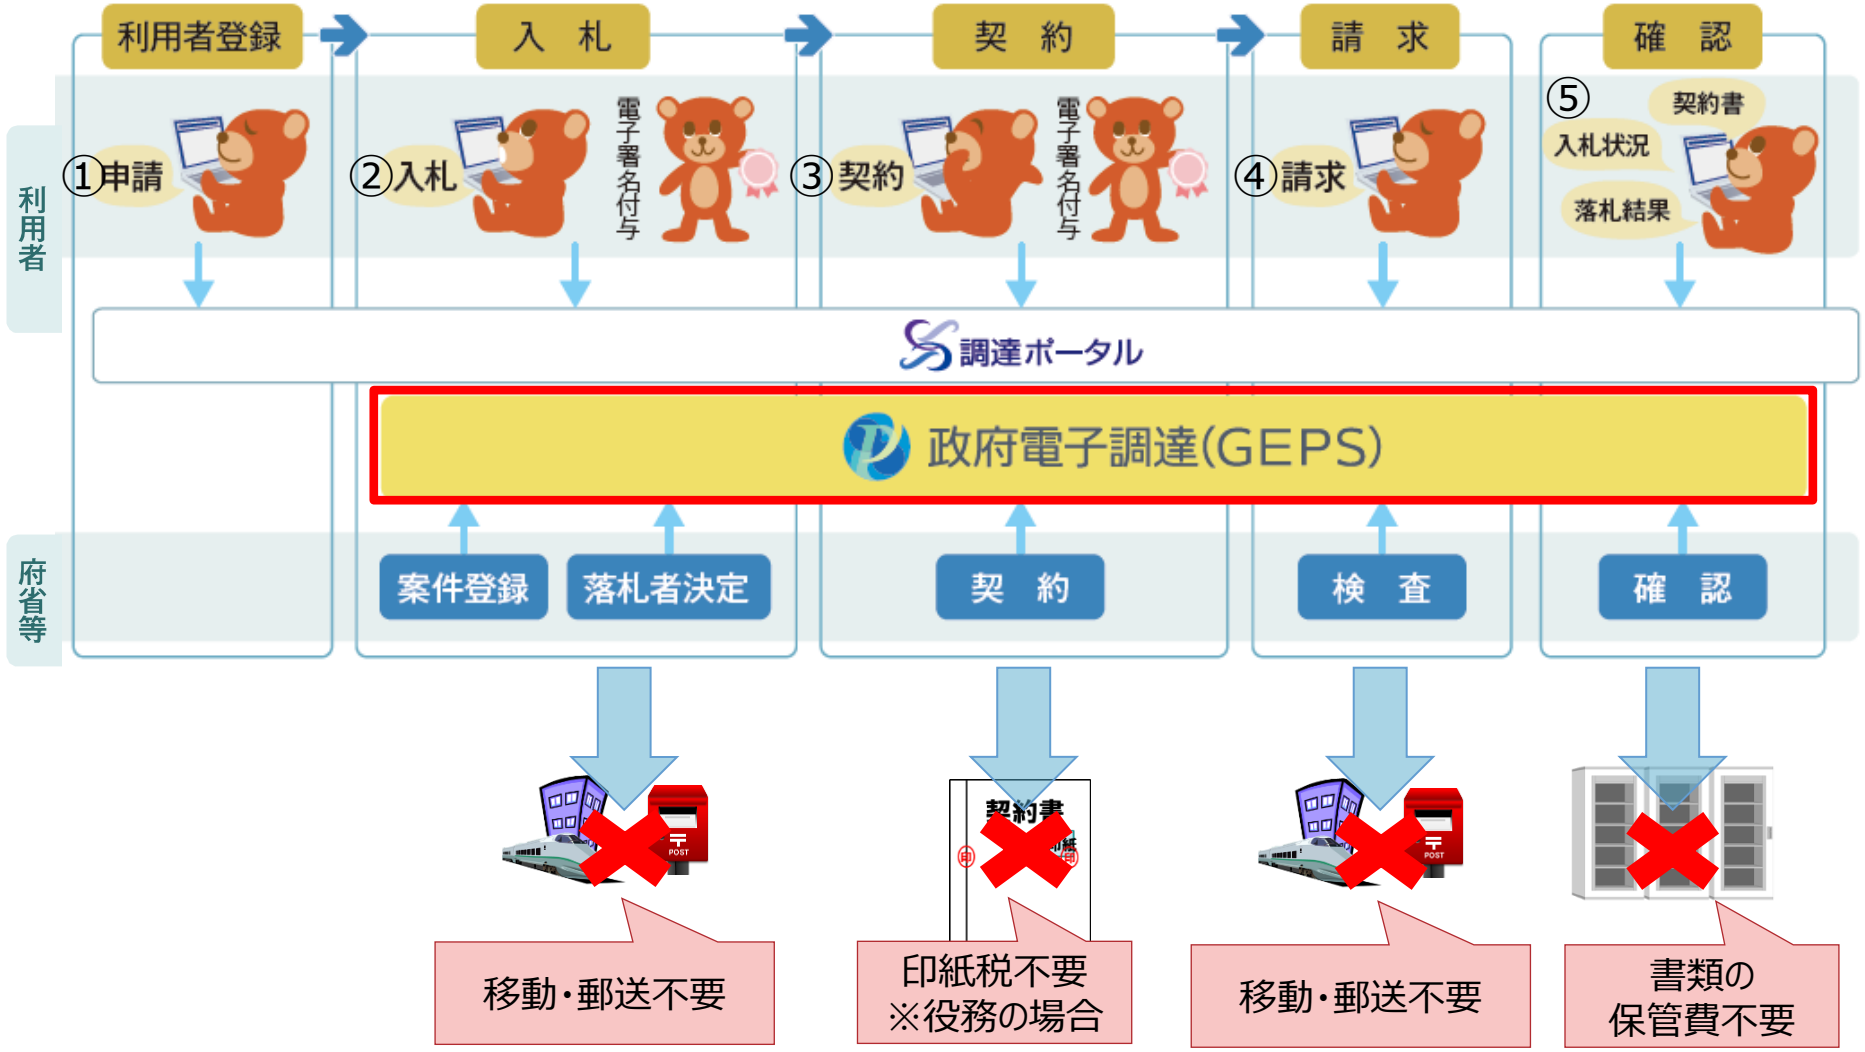 利用者登録
入 札
契 約
請 求
確 認
利用者
①申請
②入札
電子署名付与
③契約
電子署名付与
④請求
⑤
契約書
入札状況
落札結果
調達ポータル
政府電子調達(GEPS)
府省等
案件登録
落札者決定
契 約
検 査
確 認
〒
POST
契約書
印紙
印
印
〒
POST
移動・郵送不要
印紙税不要
※役務の場合
移動・郵送不要
書類の
保管費不要